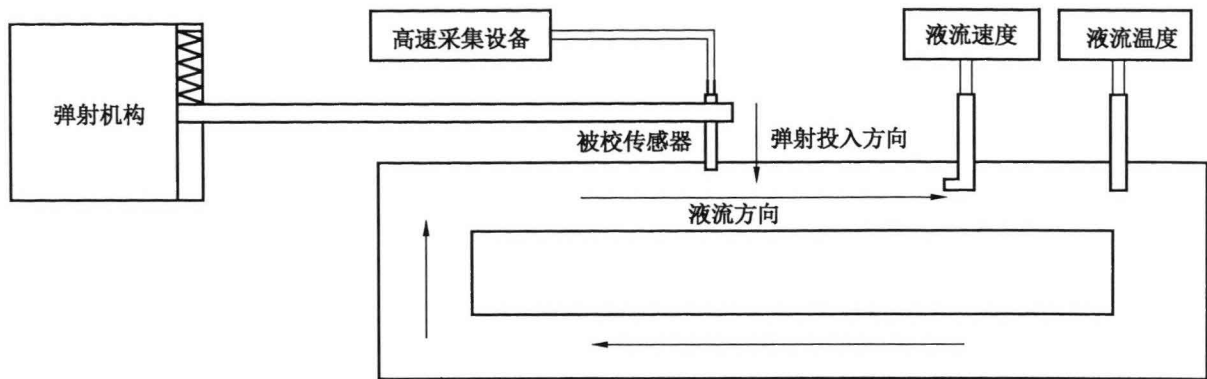 高速采集设备
液流速度
液流温度
弹射机构
被校传感器
弹射投入方向
液流方向